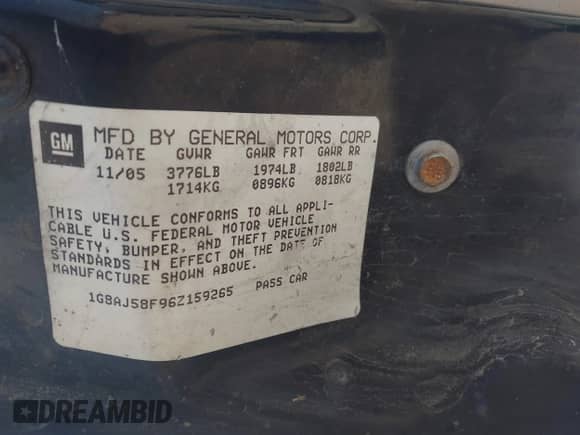 GM
MFD BY GENERAL MOTORS CORP.
DATE GVWR GAWR FRT GAWR RR
11/05 3776LB 1974LB 1802LB
1714KG 0896KG 0818KG
THIS VEHICLE CONFORMS TO ALL APPLI-
CABLE U.S. FEDERAL MOTOR VEHICLE
SAFETY, BUMPER, AND THEFT PREVENTION
STANDARDS IN EFFECT ON THE DATE OF
MANUFACTURE SHOWN ABOVE.
1G8AJ58F96Z159265 PASS CAR
DREAMBID